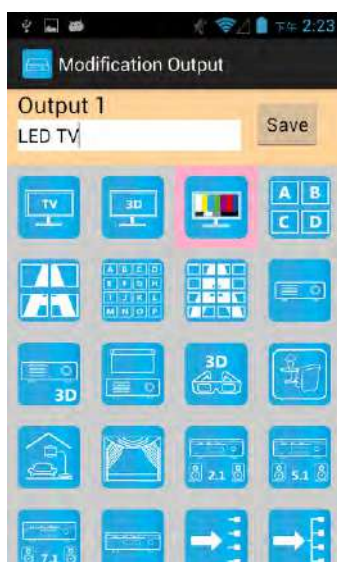 下午 2:23
Modification Output
Output 1
LED TV
Save
TV
3D
A B
C D
A B C D
E F G H
I J K L
M N O P
3D
3D
2.1
5.1
7.1